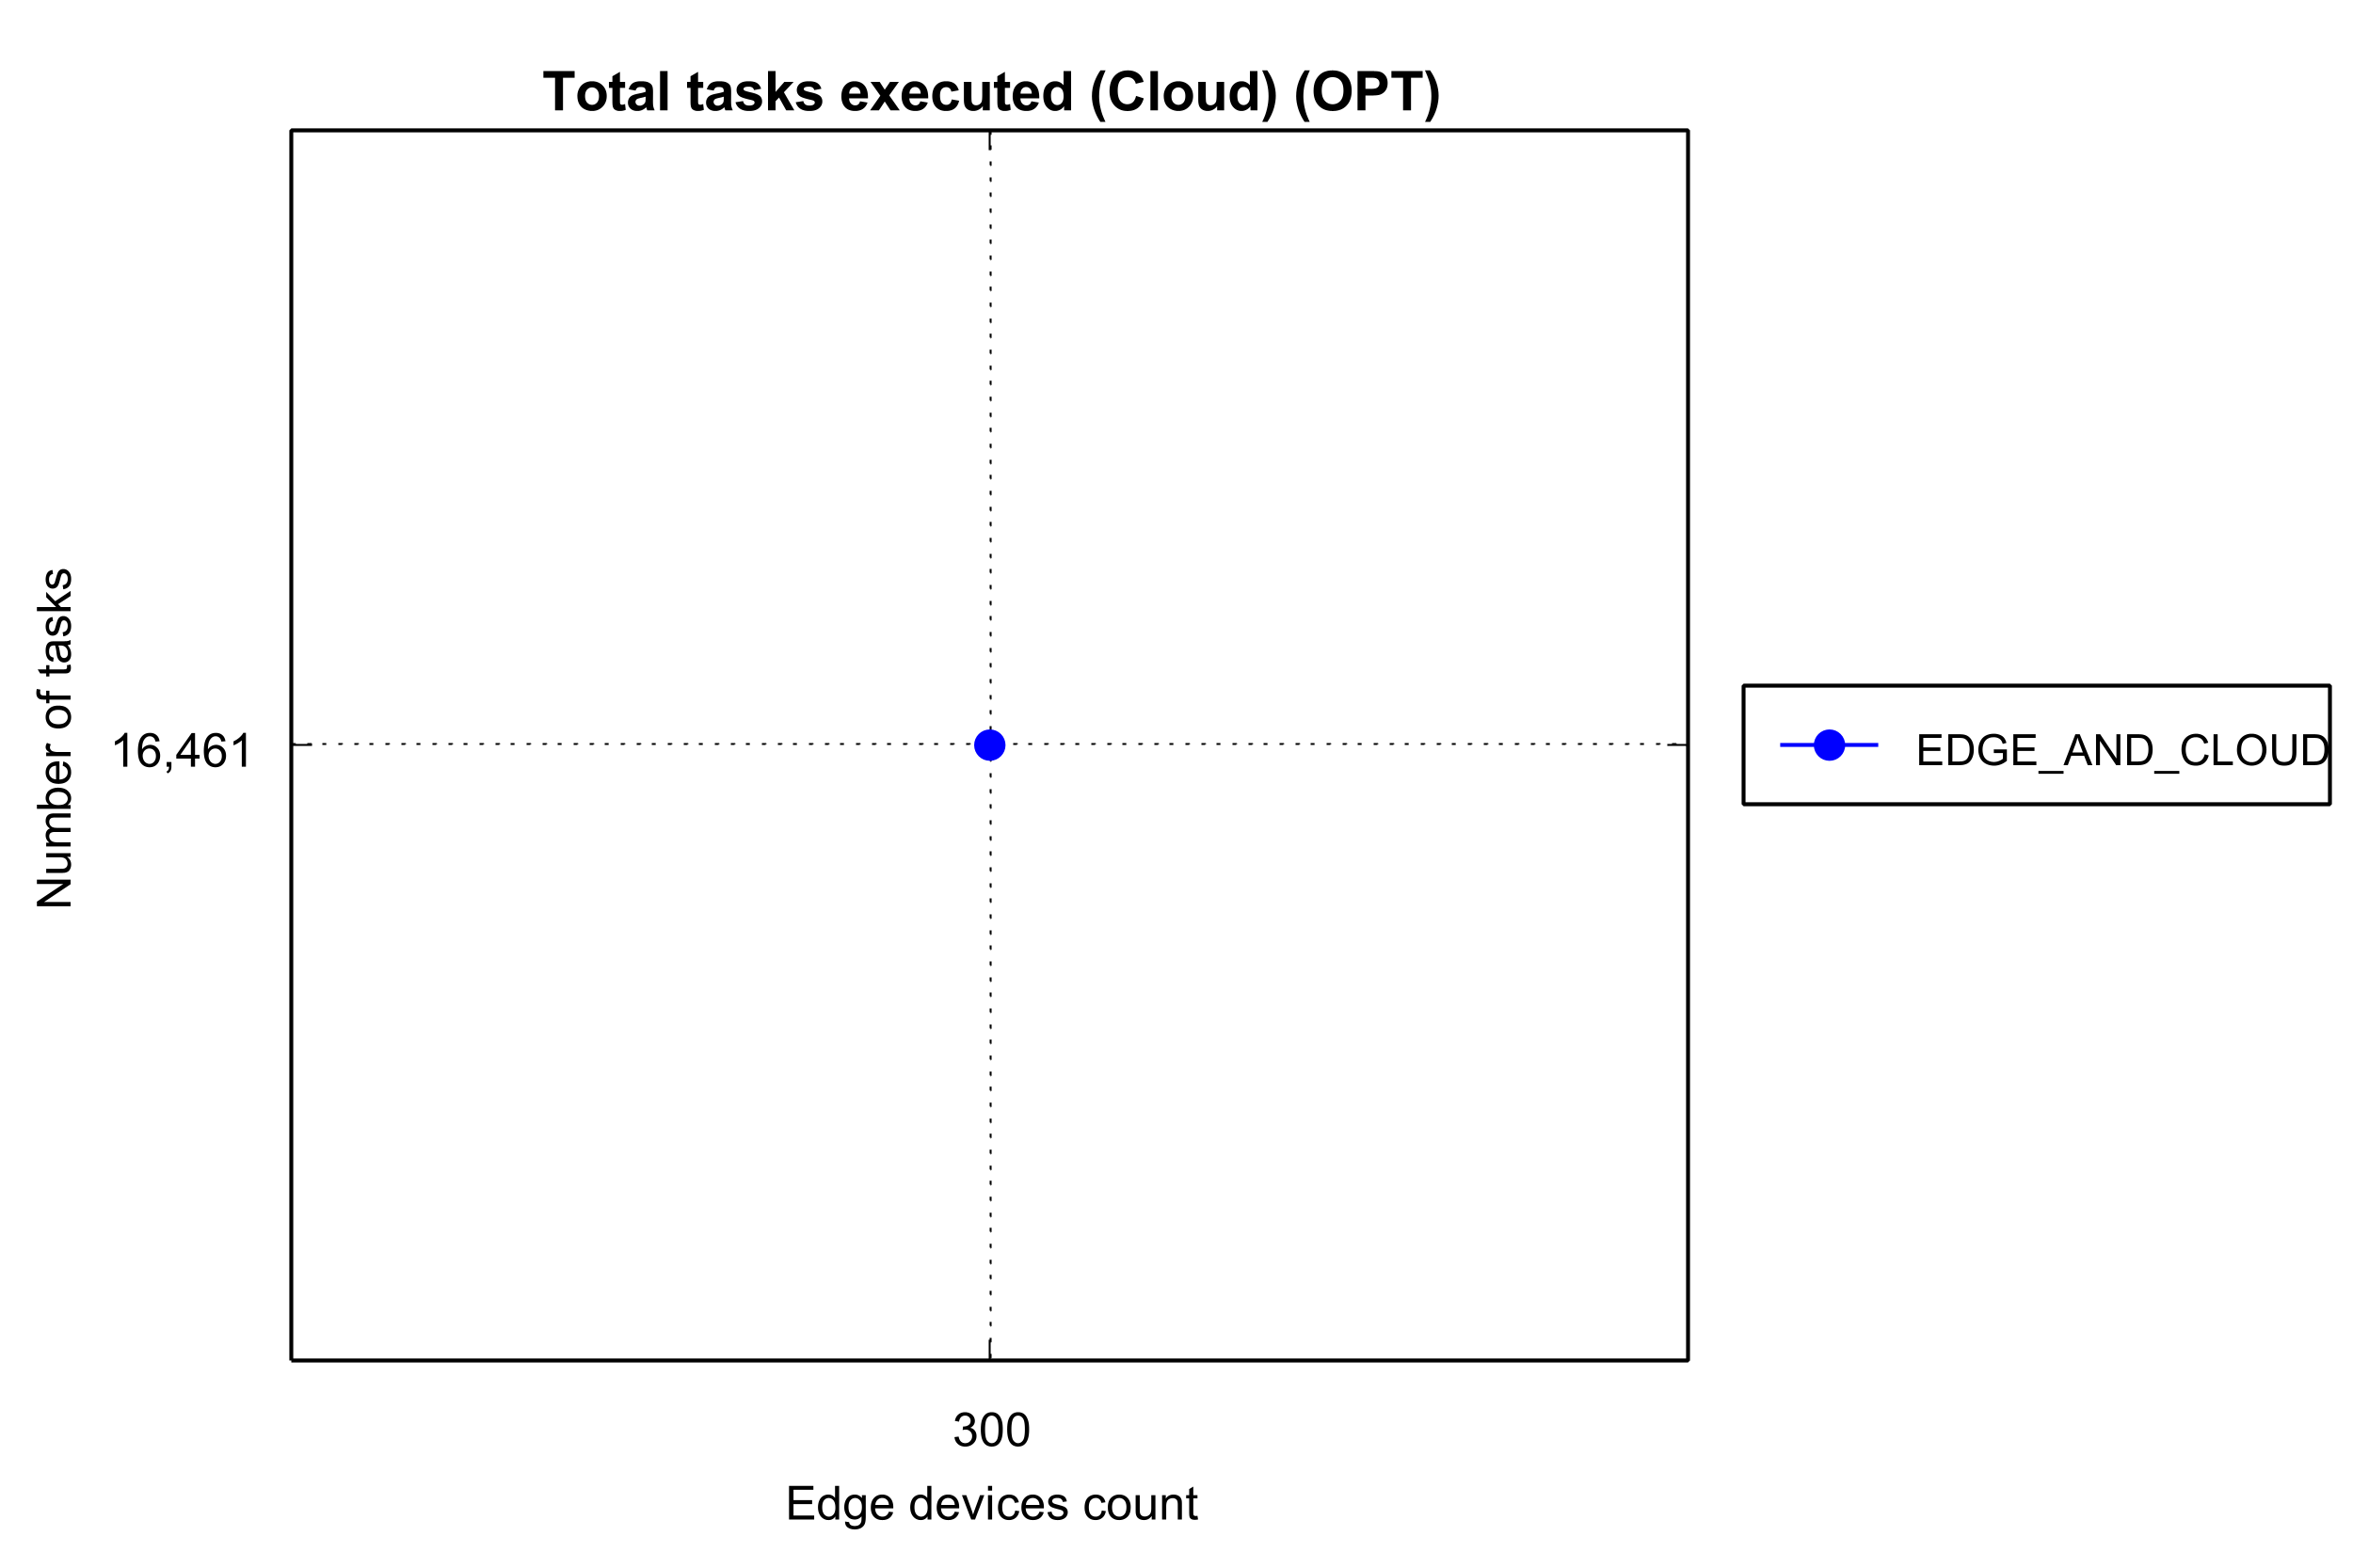 Total tasks executed (Cloud) (OPT)
Number of tasks
16,461
EDGE_AND_CLOUD
300
Edge devices count